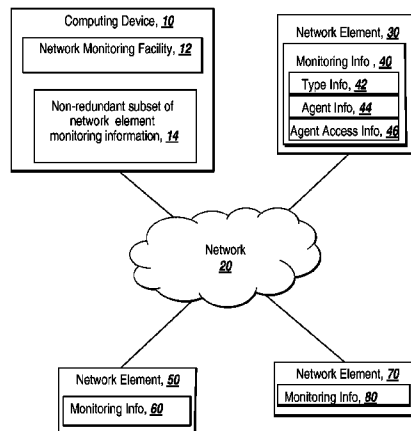 Computing Device, 10
Network Monitoring Facility, 12
Non-redundant subset of
network element
monitoring information, 14
Network Element, 30
Monitoring Info , 40
Type Info, 42
Agent Info, 44
Agent Access Info, 46
Network
20
Network Element, 50
Monitoring Info, 60
Network Element, 70
Monitoring Info, 80